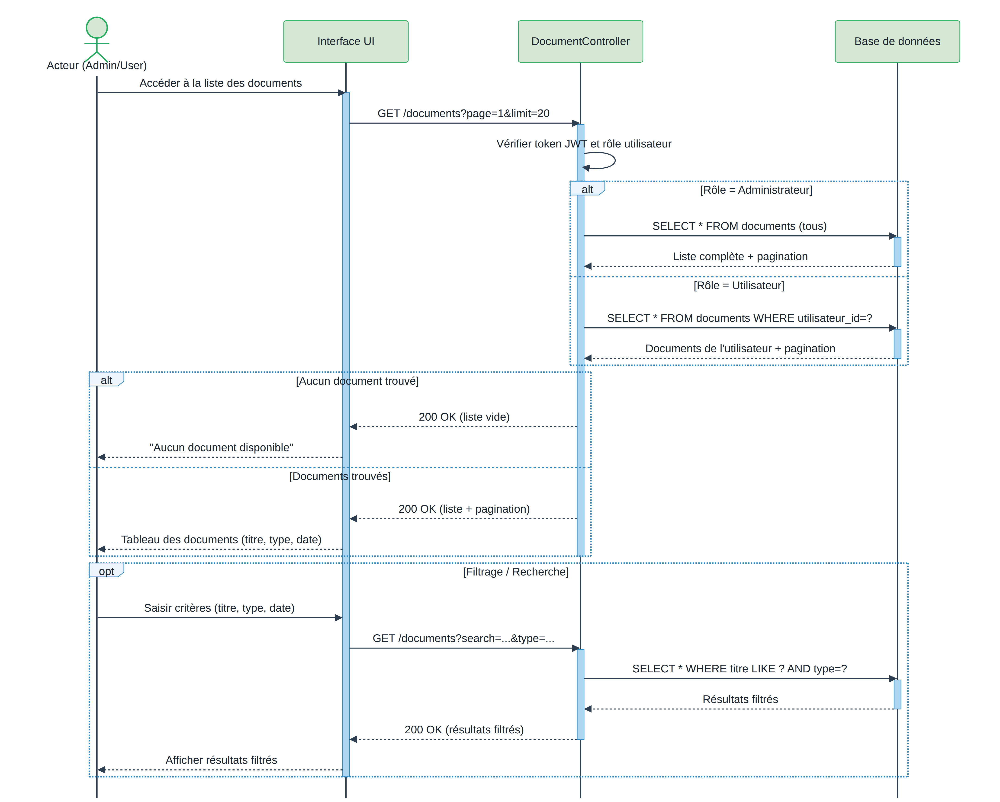 Acteur (Admin/User)
Interface UI
DocumentController
Base de données
Accéder à la liste des documents
GET /documents?page=1&limit=20
Vérifier token JWT et rôle utilisateur
alt
[Rôle = Administrateur]
SELECT * FROM documents (tous)
Liste complète + pagination
[Rôle = Utilisateur]
SELECT * FROM documents WHERE utilisateur_id=?
Documents de l'utilisateur + pagination
alt
[Aucun document trouvé]
200 OK (liste vide)
"Aucun document disponible"
[Documents trouvés]
200 OK (liste + pagination)
Tableau des documents (titre, type, date)
opt
[Filtrage / Recherche]
Saisir critères (titre, type, date)
GET /documents?search=...&type=...
SELECT * WHERE titre LIKE ? AND type=?
Résultats filtrés
200 OK (résultats filtrés)
Afficher résultats filtrés